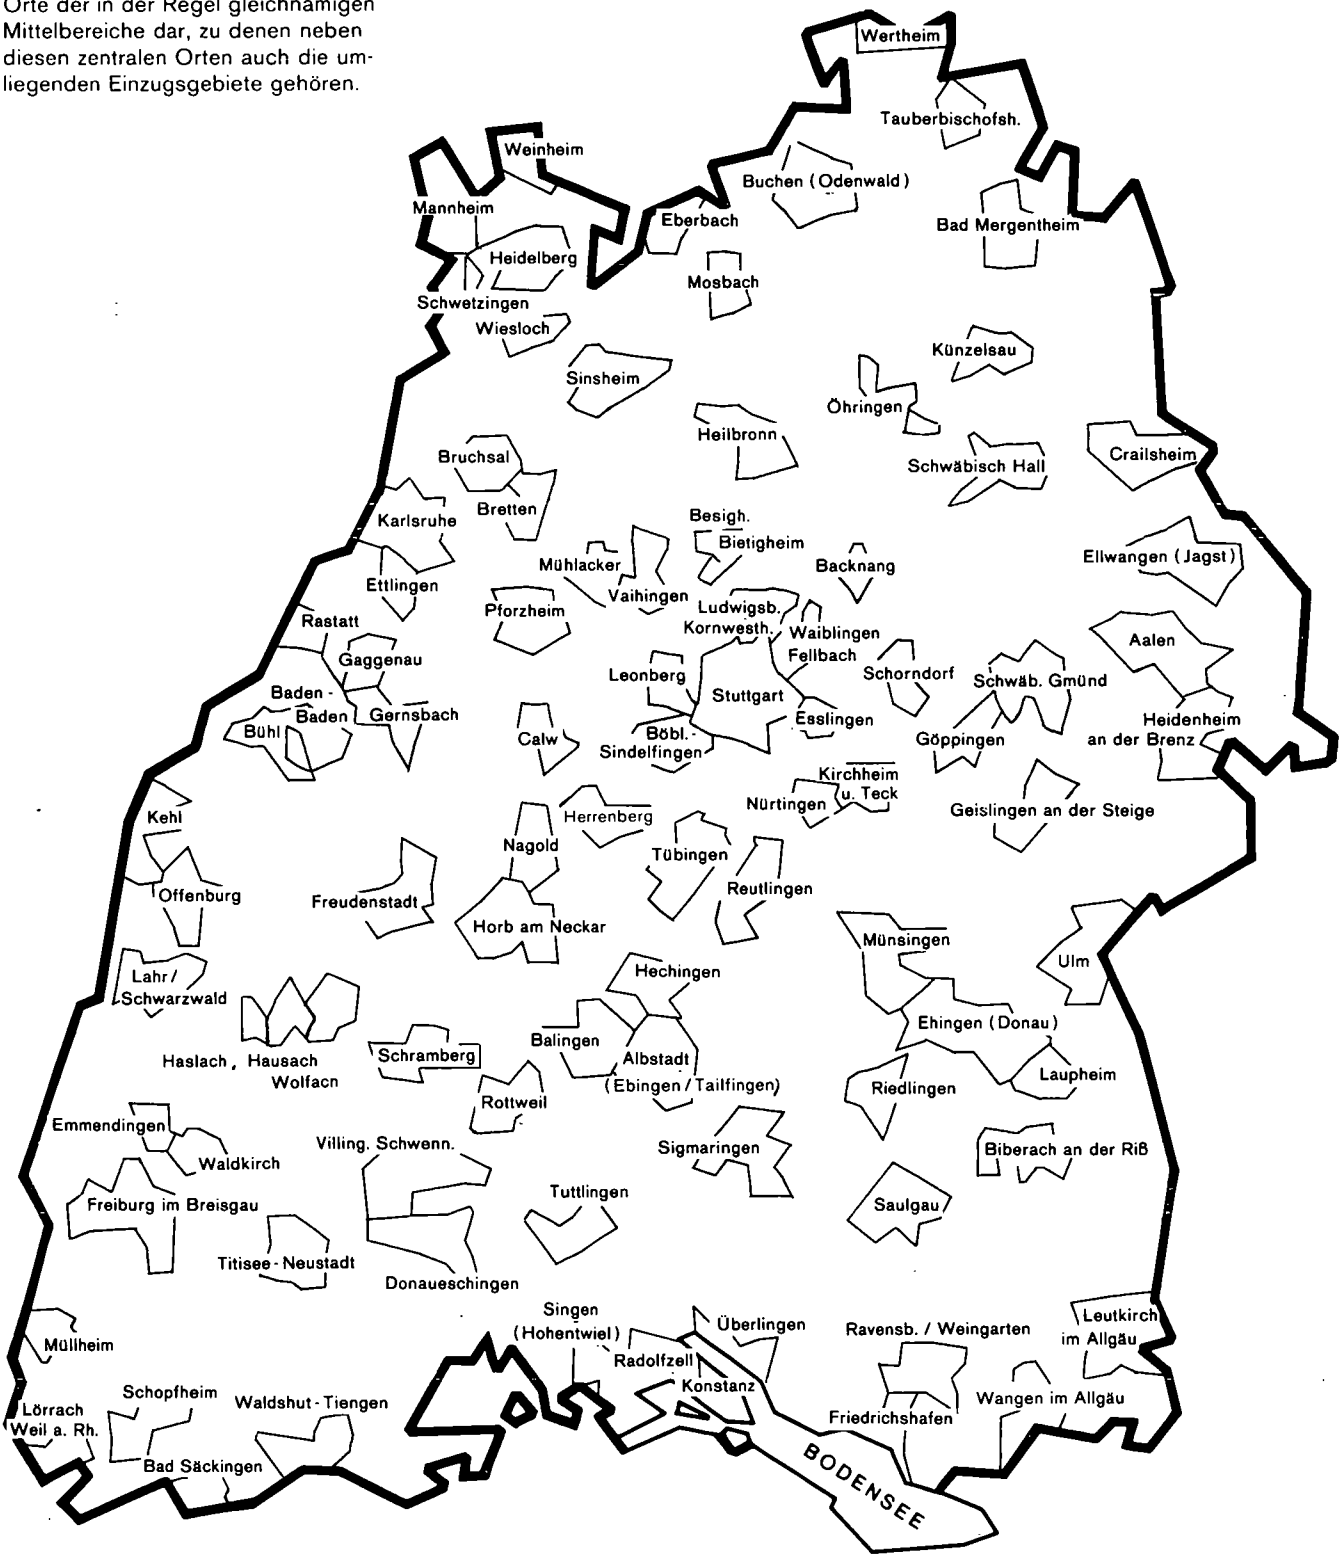 Orte der in der Regel gleichnamigen
Mittelbereiche dar, zu denen neben
diesen zentralen Orten auch die um-
liegenden Einzugsgebiete gehören.
Wertheim
Tauberbischofsh.
Weinheim
Buchen (Odenwald)
Mannheim
Eberbach
Bad Mergentheim
Heidelberg
Mosbach
Schwetzingen
Wiesloch
Künzelsau
Sinsheim
Öhringen
Heilbronn
Bruchsal
Schwäbisch Hall
Crailsheim
Bretten
Karlsruhe
Besigh.
Bietigheim
Mühlacker
Backnang
Ellwangen (Jagst)
Ettlingen
Vaihingen
Pforzheim
Ludwigsb.
Kornwesth.
Rastatt
Waiblingen
Fellbach
Aalen
Gaggenau
Leonberg
Schorndorf
Schwäb. Gmünd
Baden-
Baden
Stuttgart
Gernsbach
Esslingen
Heidenheim
an der Brenz
Bühl
Calw
Böbl.-
Sindelfingen
Göppingen
Kirchheim
u. Teck
Nürtingen
Geislingen an der Steige
Kehl
Herrenberg
Nagold
Tübingen
Reutlingen
Offenburg
Freudenstadt
Horb am Neckar
Münsingen
Ulm
Lahr/
Schwarzwald
Hechingen
Ehingen (Donau)
Balingen
Haslach, Hausach
Wolfacn
Schramberg
Albstadt
(Ebingen/Tailfingen)
Laupheim
Riedlingen
Rottweil
Emmendingen
Villing. Schwenn.
Sigmaringen
Biberach an der Riß
Waldkirch
Tuttlingen
Freiburg im Breisgau
Saulgau
Titisee-Neustadt
Donaueschingen
Singen
(Hohentwiel)
Überlingen
Leutkirch
im Allgäu
Ravensb. / Weingarten
Müllheim
Radolfzell
Konstanz
Schopfheim
Waldshut-Tiengen
Wangen im Allgäu
Lörrach
Weil a. Rh.
Friedrichshafen
Bad Säckingen
BODENSEE